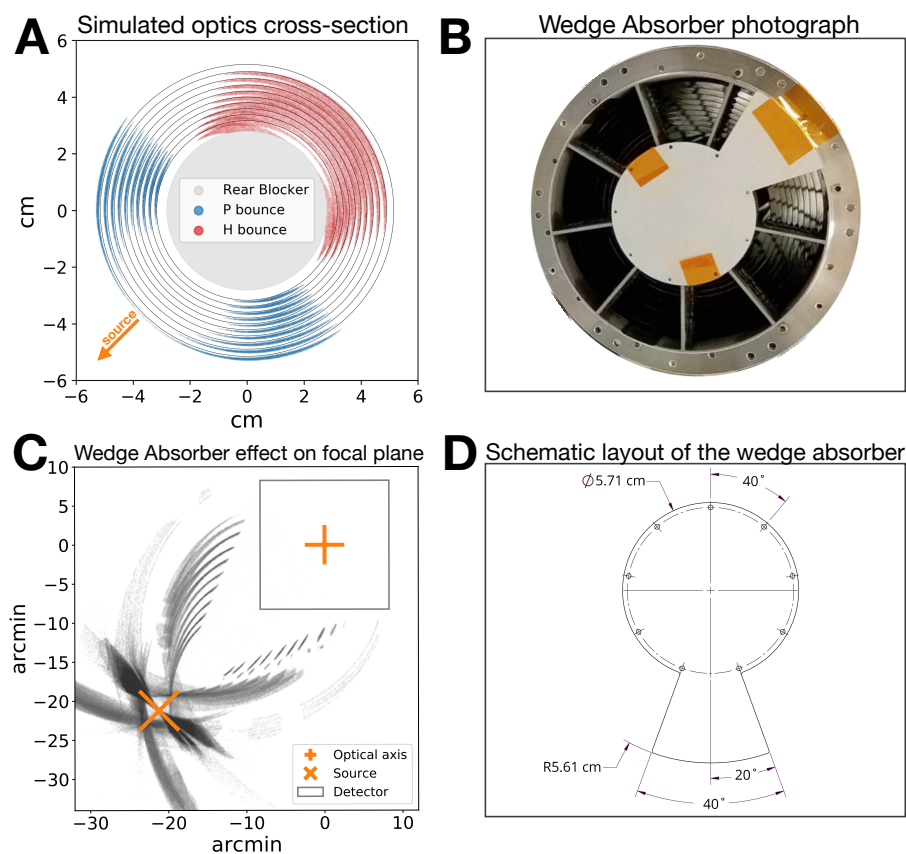 A Simulated optics cross-section
6
4
2
0
−2
−4
−6
cm
Rear Blocker
P bounce
H bounce
source
−6 −4 −2 0 2 4 6
cm
B Wedge Absorber photograph
C Wedge Absorber effect on focal plane
10
5
0
−5
−10
−15
−20
−25
−30
arcmin
Optical axis
Source
Detector
−30 −20 −10 0 10
arcmin
D Schematic layout of the wedge absorber
∅5.71 cm
40°
R5.61 cm
20°
40°